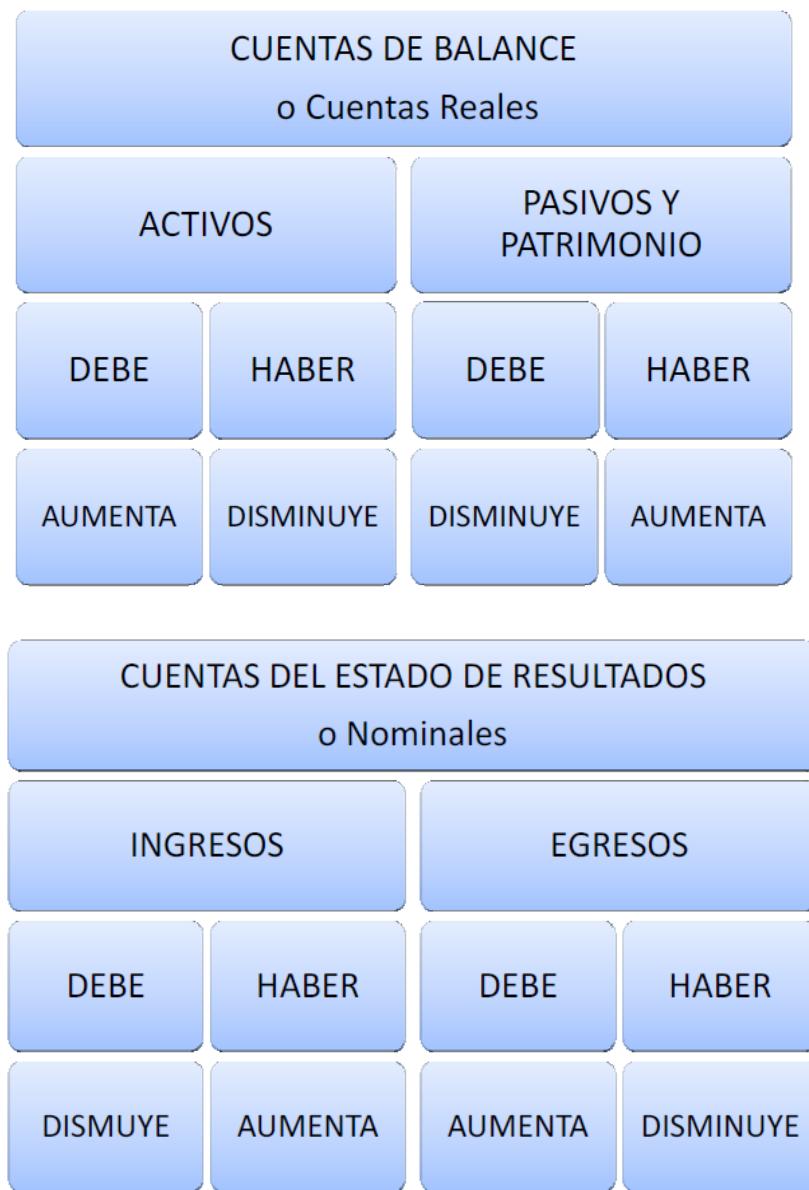 CUENTAS DE BALANCE
o Cuentas Reales
ACTIVOS
PASIVOS Y
PATRIMONIO
DEBE
HABER
DEBE
HABER
AUMENTA
DISMINUYE
DISMINUYE
AUMENTA
CUENTAS DEL ESTADO DE RESULTADOS
o Nominales
INGRESOS
EGRESOS
DEBE
HABER
DEBE
HABER
DISMUYE
AUMENTA
AUMENTA
DISMINUYE